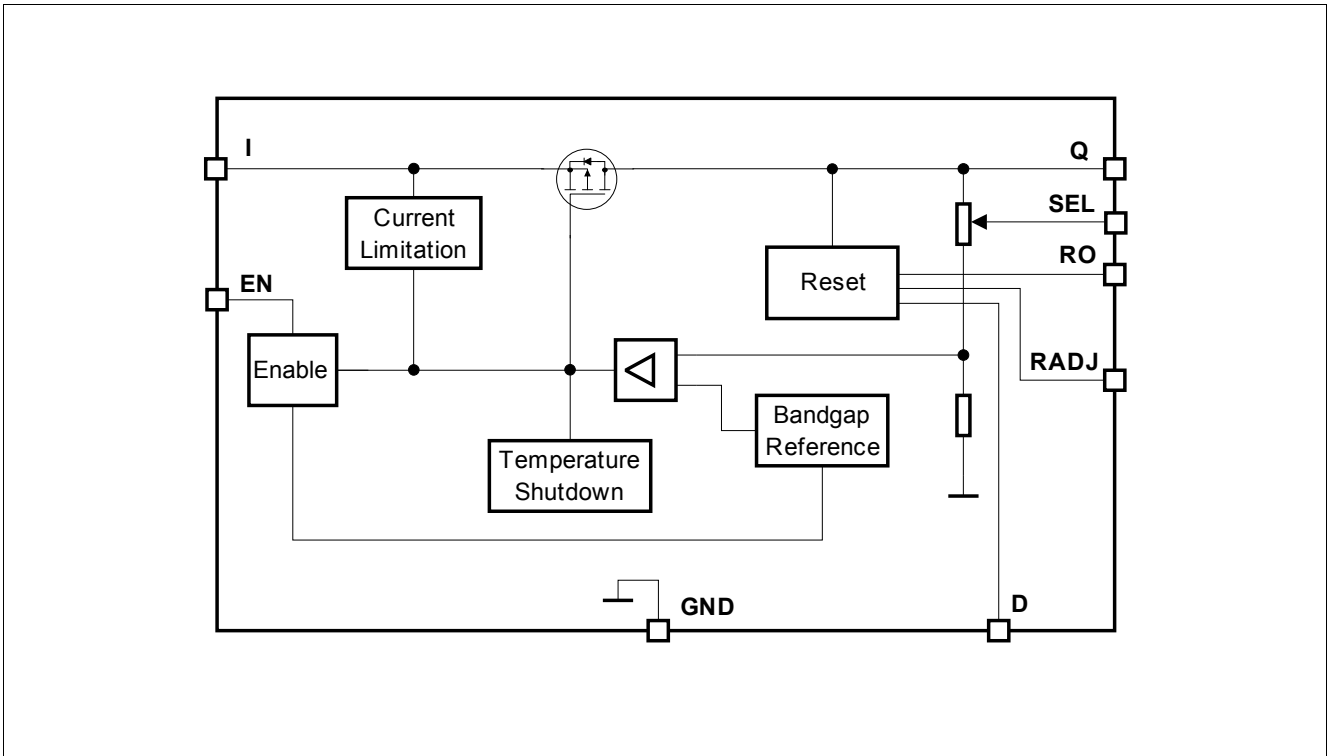 I
Q
Current
Limitation
SEL
RO
EN
Reset
Enable
RADJ
Bandgap
Reference
Temperature
Shutdown
GND
D